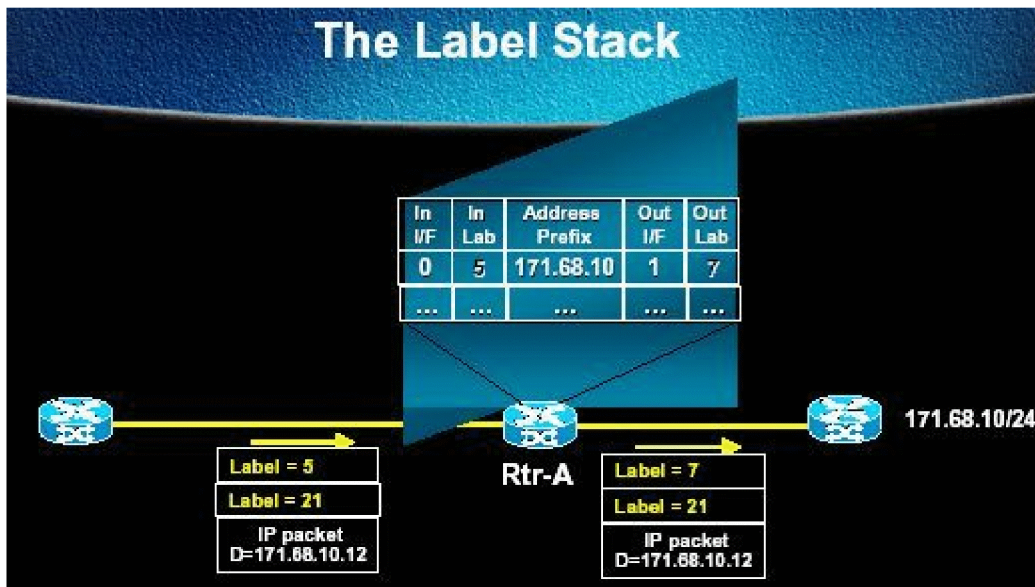 The Label Stack
In In Address Out Out
I/F Lab Prefix I/F Lab
0 5 171.68.10 1 7
... ... ... ... ...
171.68.10/24
Rtr-A
Label = 5
Label = 21
IP packet
D=171.68.10.12
Label = 7
Label = 21
IP packet
D=171.68.10.12